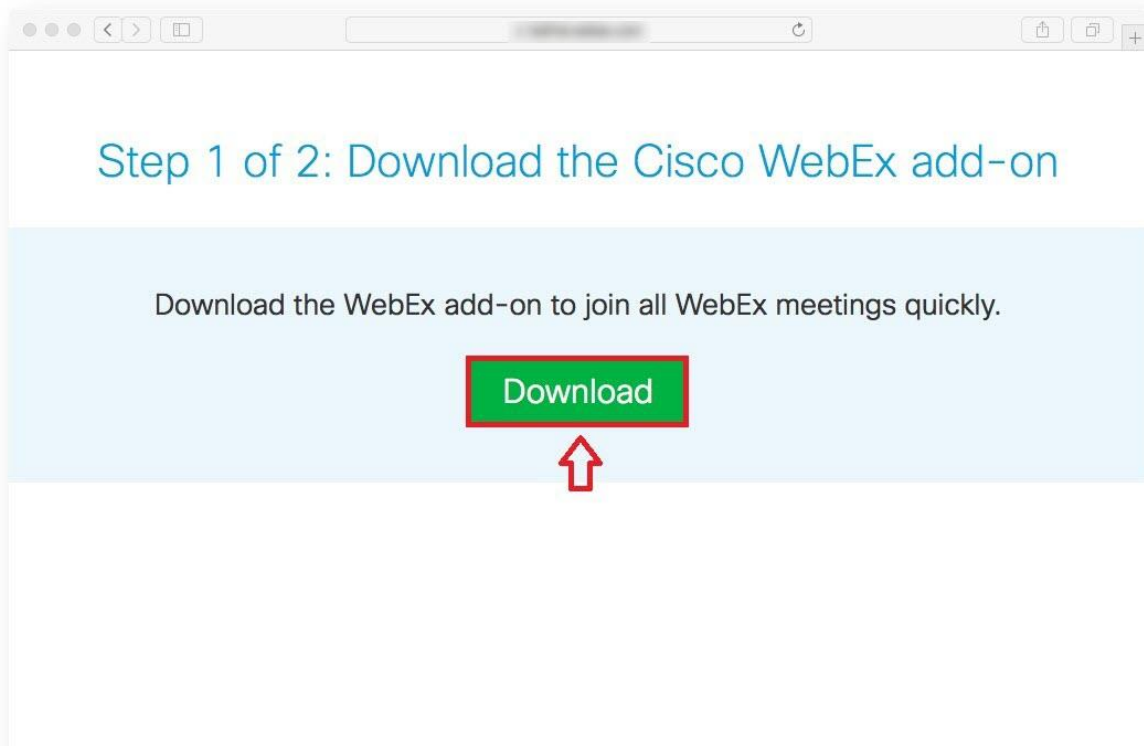 Step 1 of 2: Download the Cisco WebEx add-on
Download the WebEx add-on to join all WebEx meetings quickly.
Download